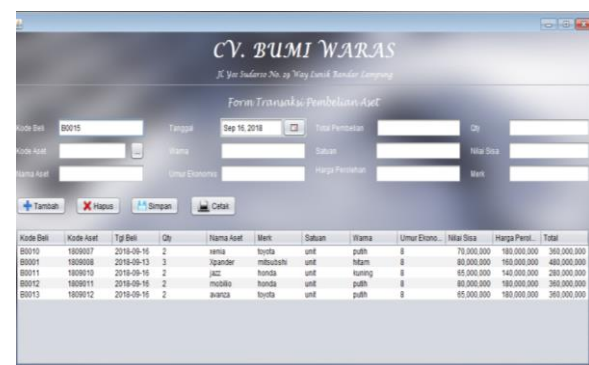 CV. BUMI WARAS
Jl. Yos Sudarso No. 29 Way Lunik Bandar Lampung
Form Transaksi Pembelian Aset
Kode Beli B0015 Tanggal Sep 16, 2018 Total Pembelian Qty
Kode Aset ... Warna Satuan Nilai Sisa
Nama Aset Umur Ekonomis Harga Perolehan Merk
Tambah Hapus Simpan Cetak
Kode Beli Kode Aset Tgl Beli Qty Nama Aset Merk Satuan Warna Umur Ekono... Nilai Sisa Harga Perol... Total
B0010 1809007 2018-09-16 2 xenia toyota unit putih 8 70,000,000 180,000,000 360,000,000
B0001 1809008 2018-09-13 3 Xpander mitsubshi unit hitam 8 80,000,000 160,000,000 480,000,000
B0011 1809010 2018-09-16 2 jazz honda unit kuning 8 65,000,000 140,000,000 280,000,000
B0012 1809011 2018-09-16 2 mobilio honda unit putih 8 80,000,000 180,000,000 360,000,000
B0013 1809012 2018-09-16 2 avanza toyota unit putih 8 65,000,000 180,000,000 360,000,000